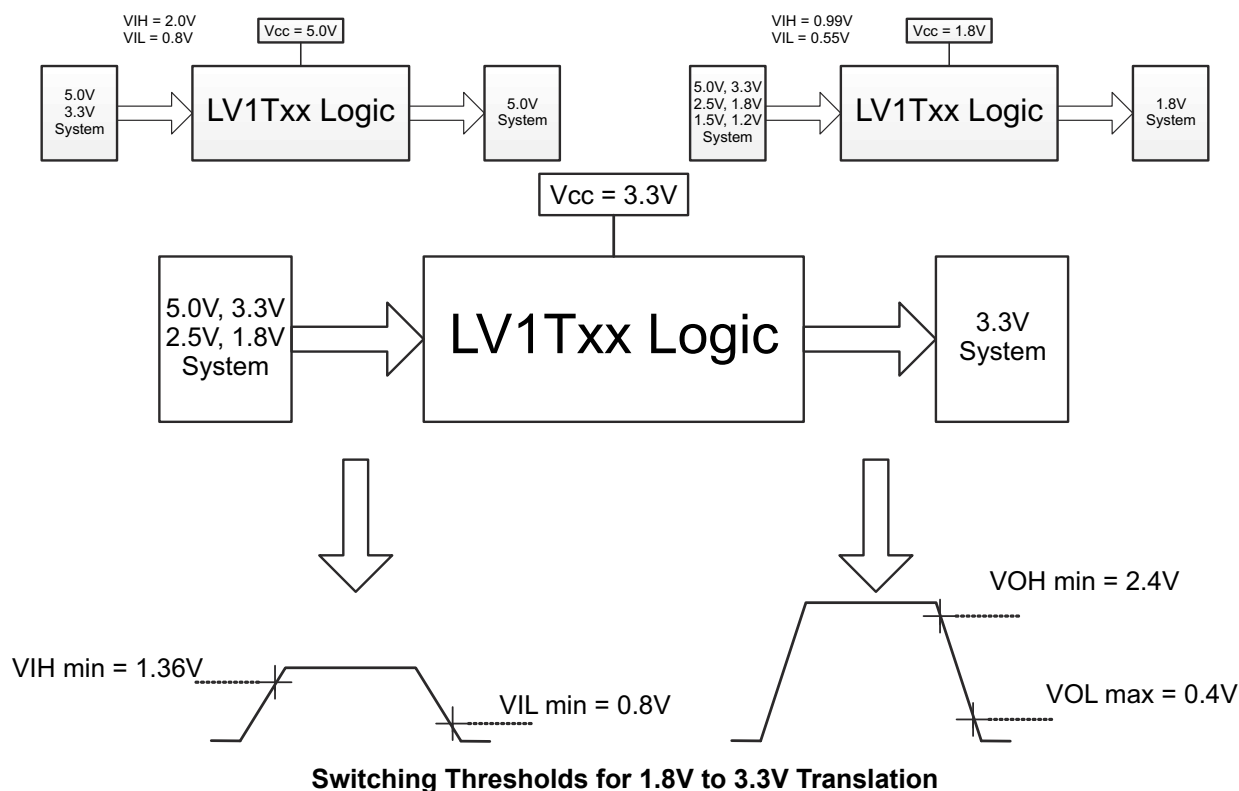 VIH = 2.0V
VIL = 0.8V
Vcc = 5.0V
5.0V
3.3V
System
LV1Txx Logic
5.0V
System
VIH = 0.99V
VIL = 0.55V
Vcc = 1.8V
5.0V, 3.3V
2.5V, 1.8V
1.5V, 1.2V
System
LV1Txx Logic
1.8V
System
Vcc = 3.3V
5.0V, 3.3V
2.5V, 1.8V
System
LV1Txx Logic
3.3V
System
VIH min = 1.36V
VIL min = 0.8V
VOH min = 2.4V
VOL max = 0.4V
Switching Thresholds for 1.8V to 3.3V Translation